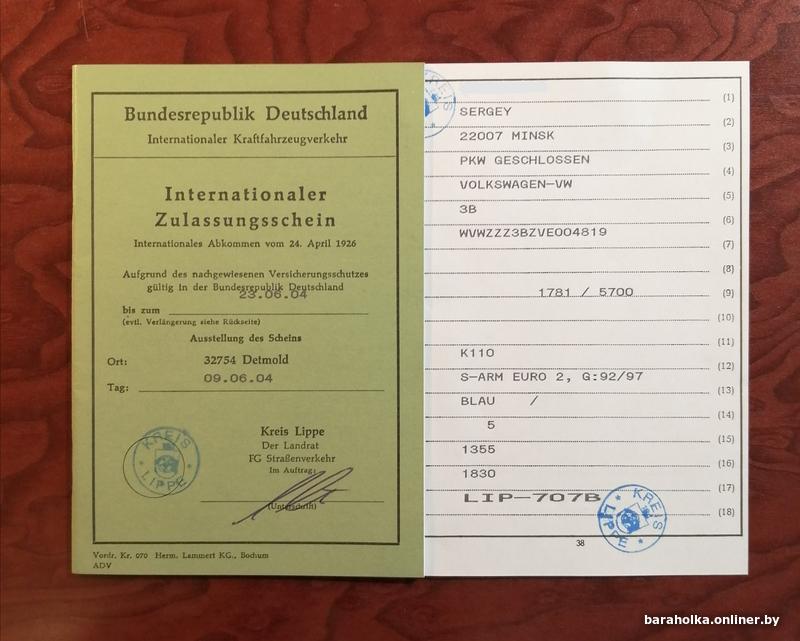 Bundesrepublik Deutschland
Internationaler Kraftfahrzeugverkehr
Internationaler
Zulassungsschein
Internationales Abkommen vom 24. April 1926
Aufgrund des nachgewiesenen Versicherungsschutzes
gültig in der Bundesrepublik Deutschland
23.06.04
bis zum
(evtl. Verlängerung siehe Rückseite)
Ausstellung des Scheins
Ort: 32754 Detmold
Tag: 09.06.04
Kreis Lippe
Der Landrat
FG Straßenverkehr
Im Auftrag:
(Unterschrift)
KREIS
LIPPE
Vordr. Kr. 070 Herm. Lammert KG., Bochum
ADV
KREIS
(1)
SERGEY
(2)
22007 MINSK
(3)
PKW GESCHLOSSEN
(4)
VOLKSWAGEN-VW
(5)
3B
(6)
WVWZZZ3BZVE004819
(7)
(8)
1781 / 5700 (9)
(10)
(11)
K110
(12)
S-ARM EURO 2, G:92/97
(13)
BLAU /
(14)
5
(15)
1355
(16)
1830
(17)
LIP-707B
(18)
KREIS
LIPPE
38
baraholka.onliner.by